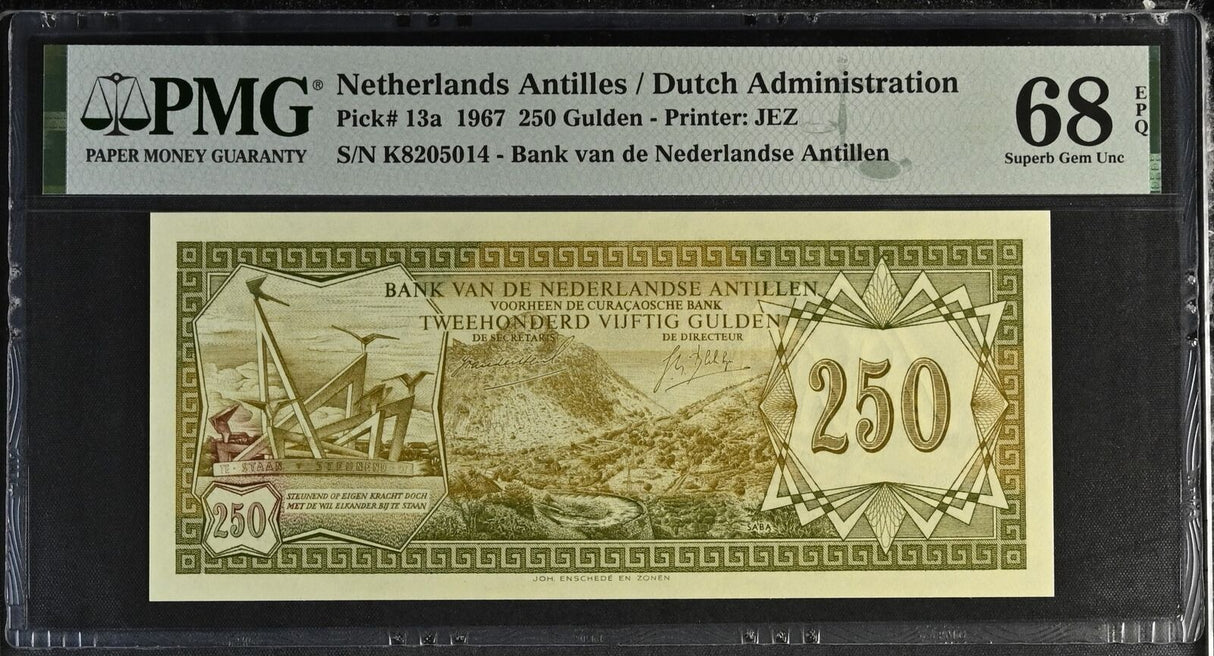 PMG®
PAPER MONEY GUARANTY
Netherlands Antilles / Dutch Administration
Pick# 13a 1967 250 Gulden - Printer: JEZ
S/N K8205014 - Bank van de Nederlandse Antillen
68
EPQ
Superb Gem Unc
BANK VAN DE NEDERLANDSE ANTILLEN
VOORHEEN DE CURAÇAOSCHE BANK
TWEEHONDERD VIJFTIG GULDEN
DE SECRETARIS DE DIRECTEUR
250
STAAN STEUNEND
STEUNEND OP EIGEN KRACHT DOCH
MET DE WIL ELKANDER BIJ TE STAAN
250
SABA
JOH. ENSCHEDÉ EN ZONEN